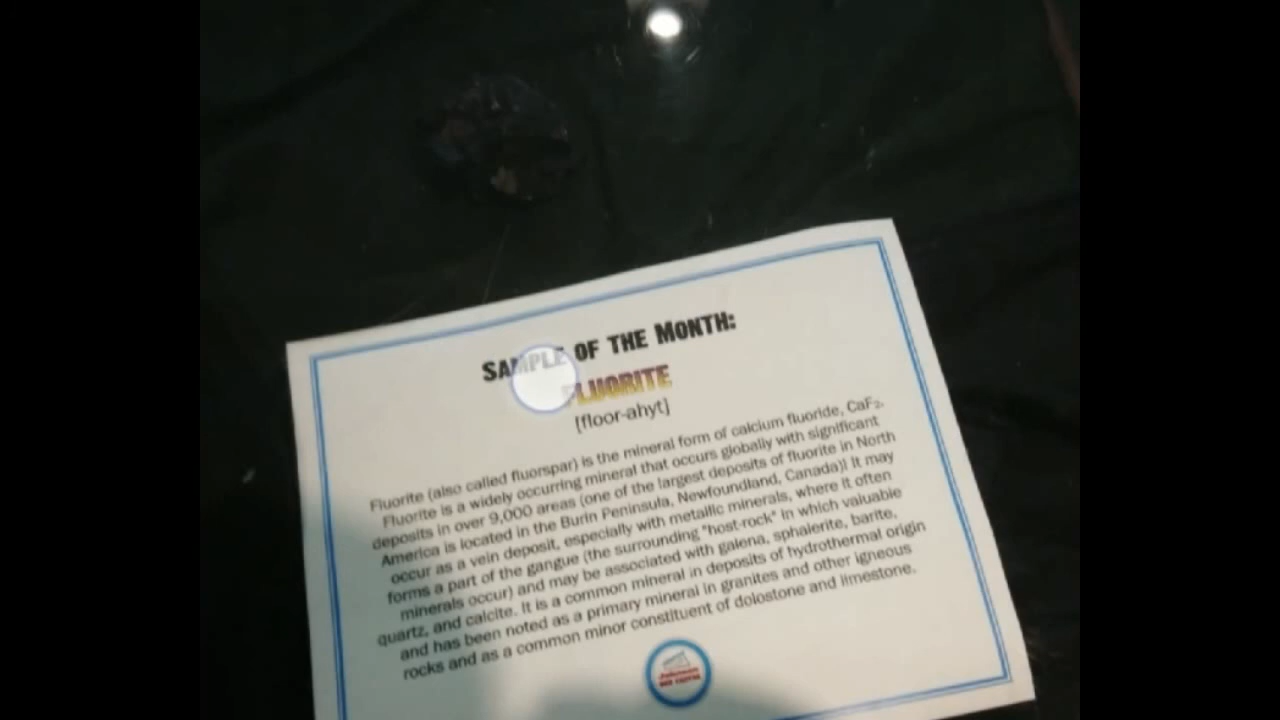 SAMPLE OF THE MONTH:
FLUORITE
[floor-ahyt]
Fluorite (also called fluorspar) is the mineral form of calcium fluoride, CaF₂.
Fluorite is a widely occurring mineral that occurs globally with significant
deposits in over 9,000 areas (one of the largest deposits of fluorite in North
America is located in the Burin Peninsula, Newfoundland, Canada)! It may
occur as a vein deposit, especially with metallic minerals, where it often
forms a part of the gangue (the surrounding "host-rock" in which valuable
minerals occur) and may be associated with galena, sphalerite, barite,
quartz, and calcite. It is a common mineral in deposits of hydrothermal origin
and has been noted as a primary mineral in granites and other igneous
rocks and as a common minor constituent of dolostone and limestone.